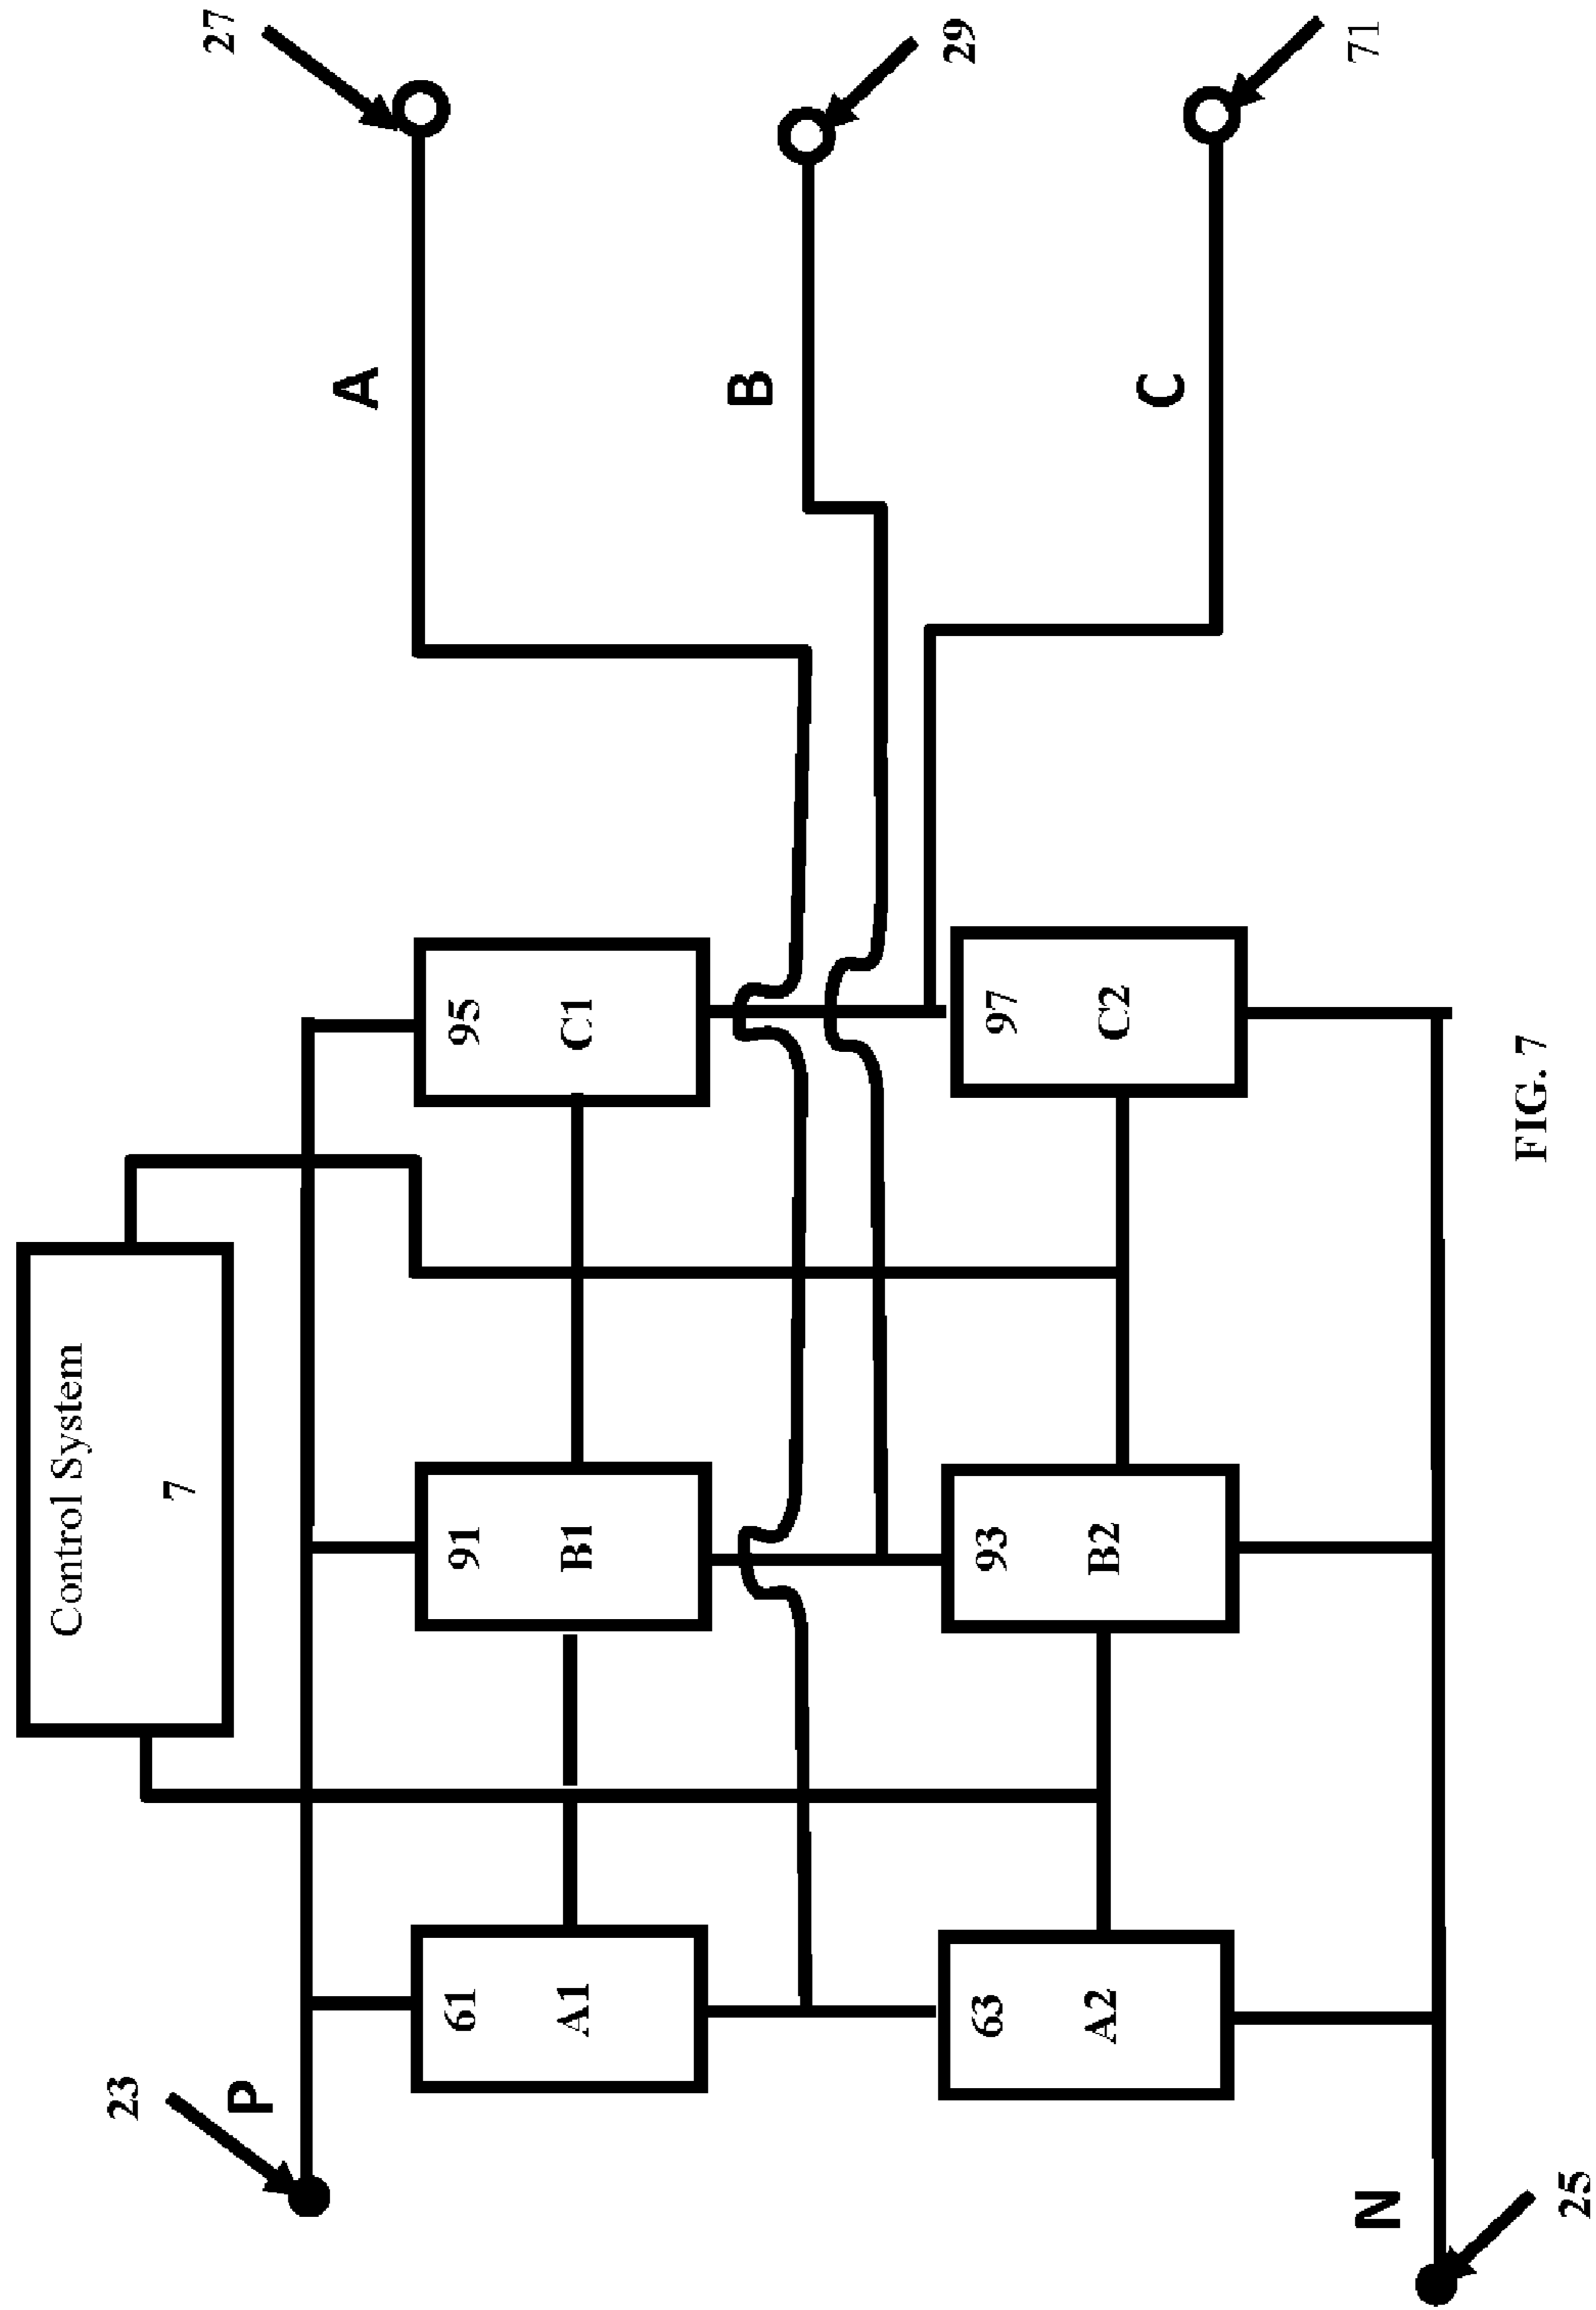 Control System
7
23
P
27
A
61
A1
91
B1
95
C1
B
29
63
A2
93
B2
97
C2
C
71
N
25
FIG. 7